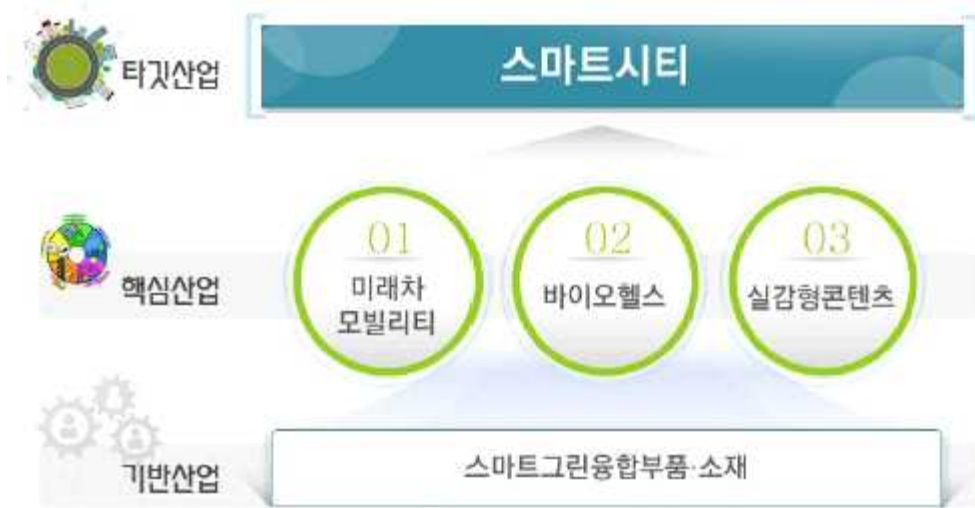 타깃산업
스마트시티
핵심산업
01
미래차
모빌리티
02
바이오헬스
03
실감형콘텐츠
기반산업
스마트그린융합부품·소재